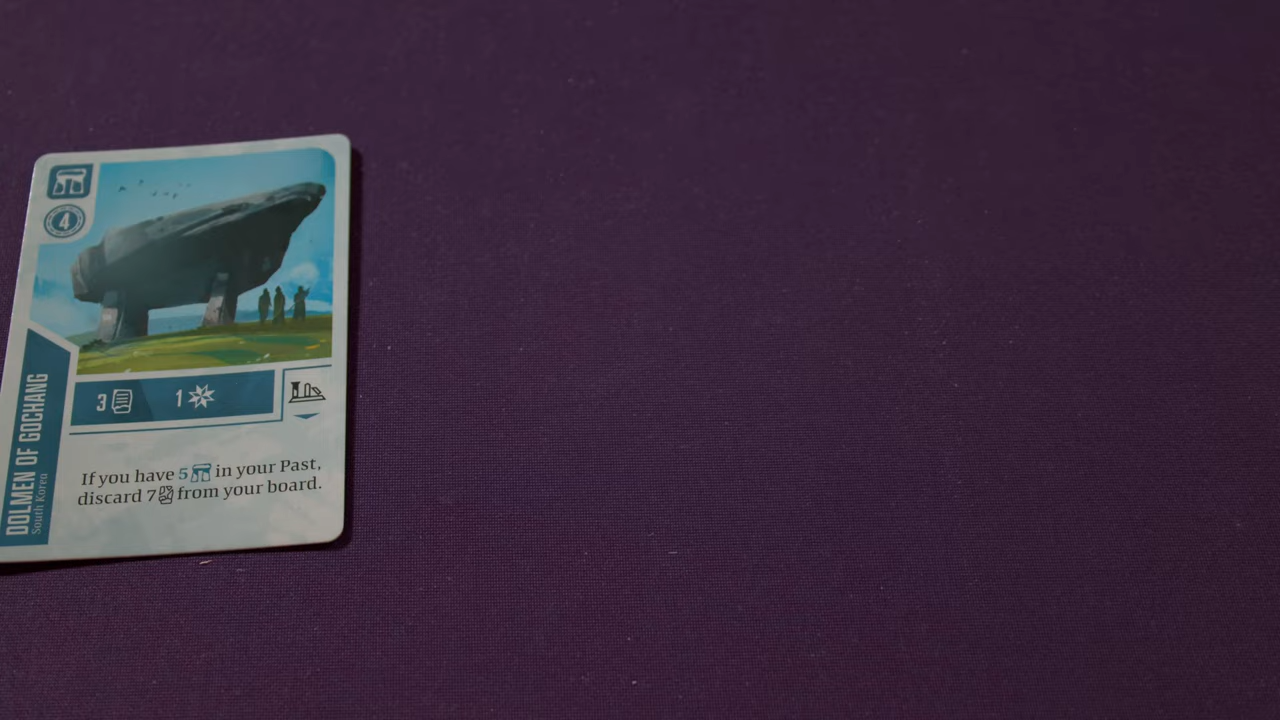 4
3
1
DOLMEN OF GOCHANG
South Korea
If you have 5 in your Past,
discard 7 from your board.